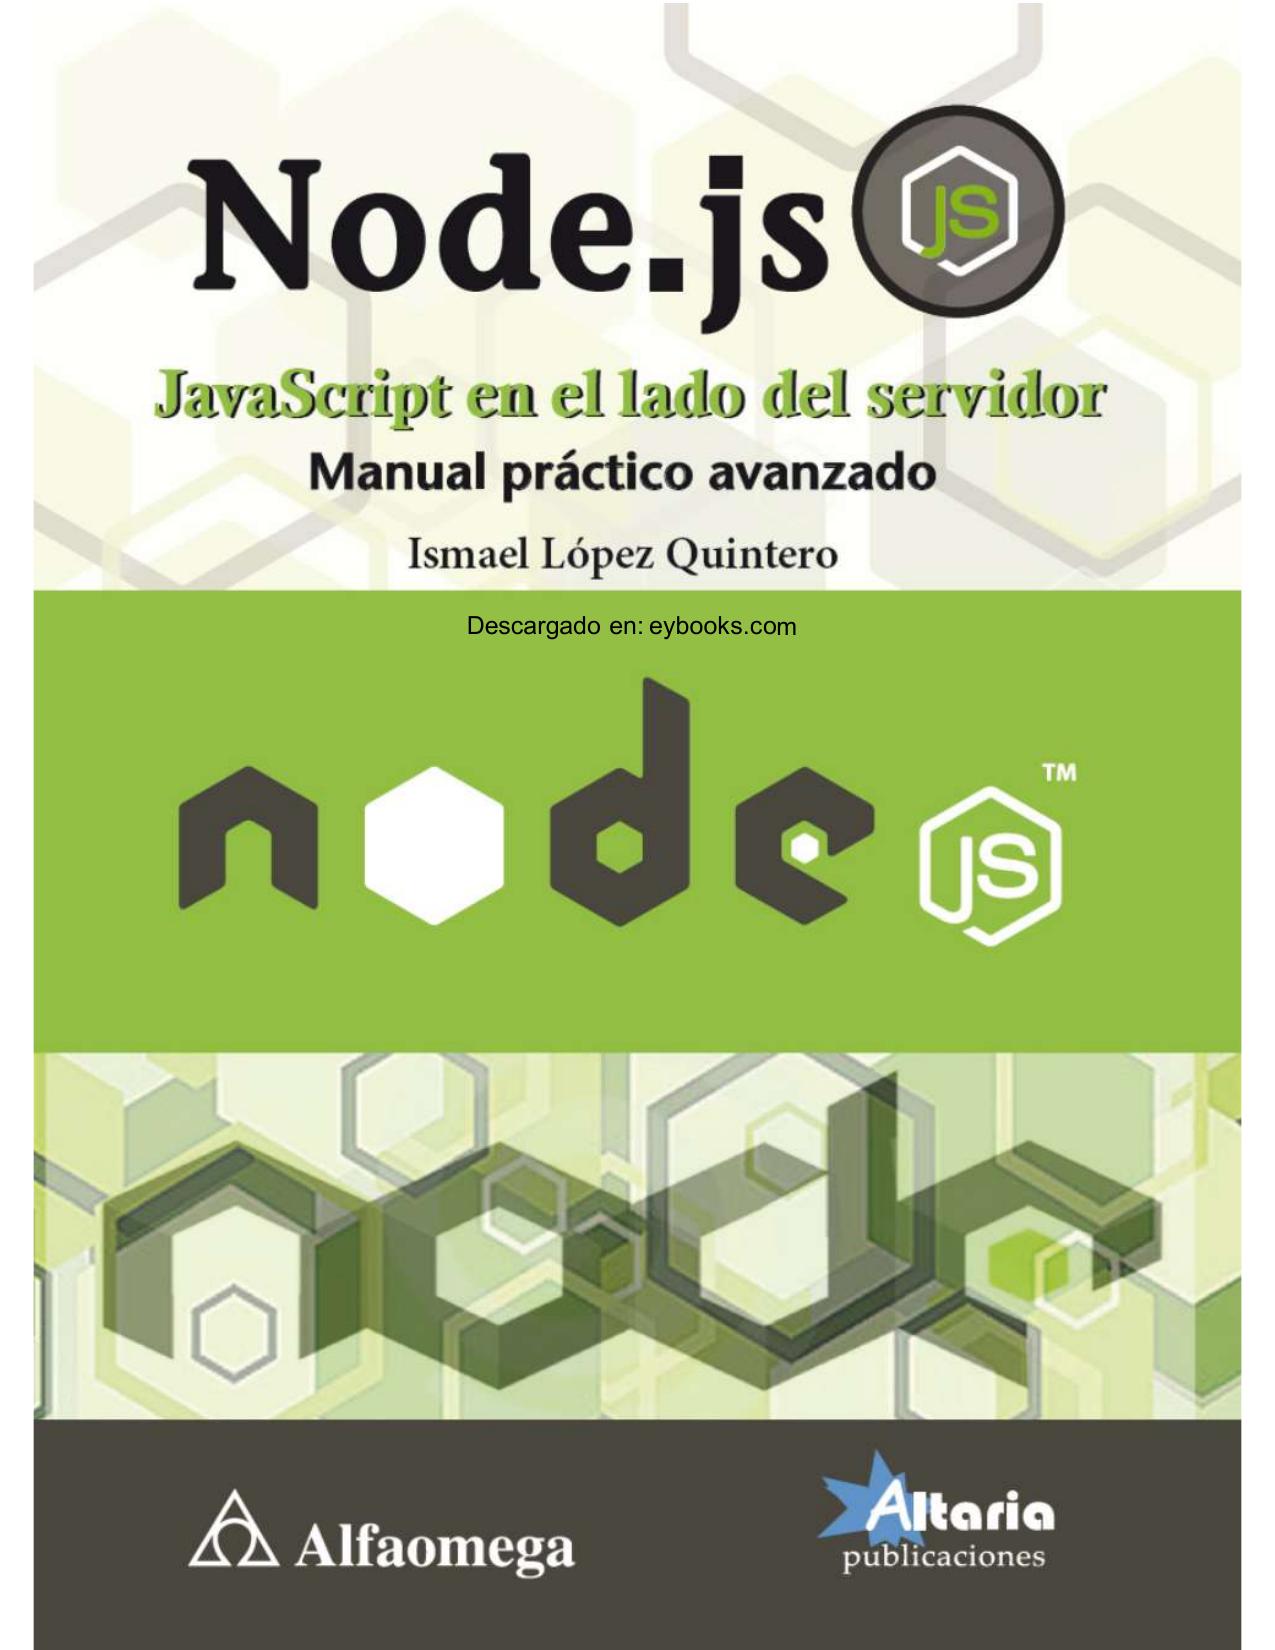 Node.js
JS
JavaScript en el lado del servidor
Manual práctico avanzado
Ismael López Quintero
Descargado en: eybooks.com
node JS ™
node
Alfaomega
Altaria
publicaciones